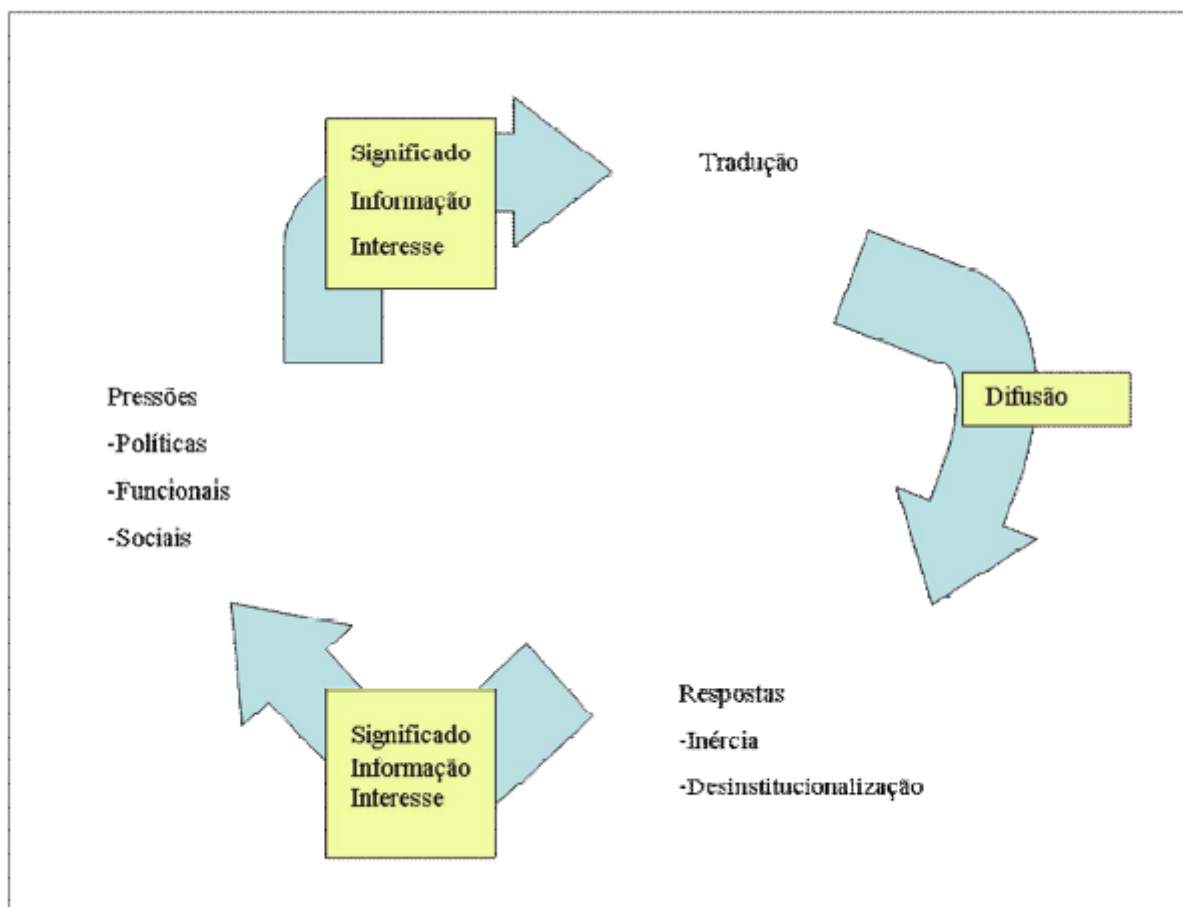 Significado
Informação
Interesse
Tradução
Difusão
Pressões
-Políticas
-Funcionais
-Sociais
Respostas
-Inércia
-Desinstitucionalização
Significado
Informação
Interesse